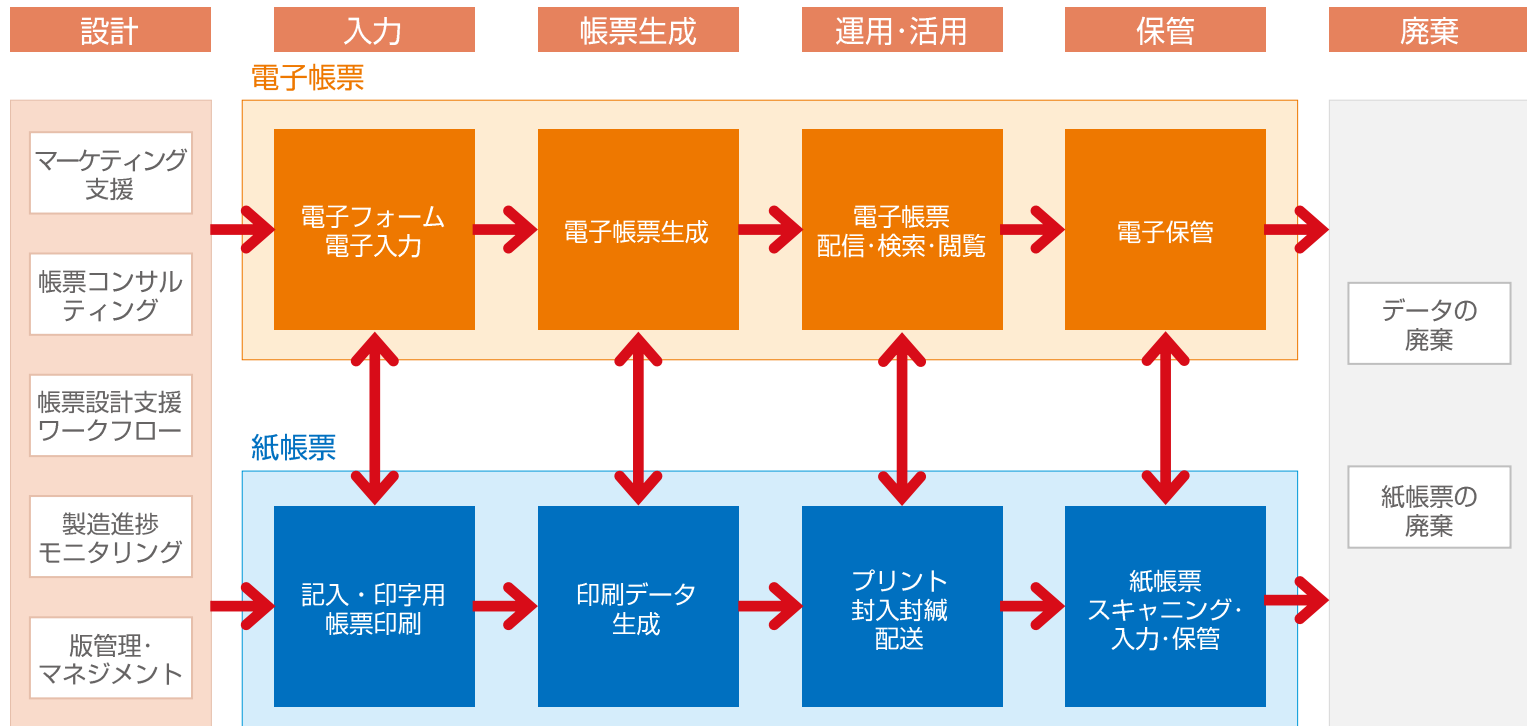 設計
入力
帳票生成
運用･活用
保管
廃棄
マーケティング
支援
帳票コンサル
ティング
帳票設計支援
ワークフロー
製造進捗
モニタリング
版管理･
マネジメント
電子帳票
電子フォーム
電子入力
電子帳票生成
電子帳票
配信･検索･閲覧
電子保管
紙帳票
記入・印字用
帳票印刷
印刷データ
生成
プリント
封入封緘
配送
紙帳票
スキャニング･
入力･保管
データの
廃棄
紙帳票の
廃棄